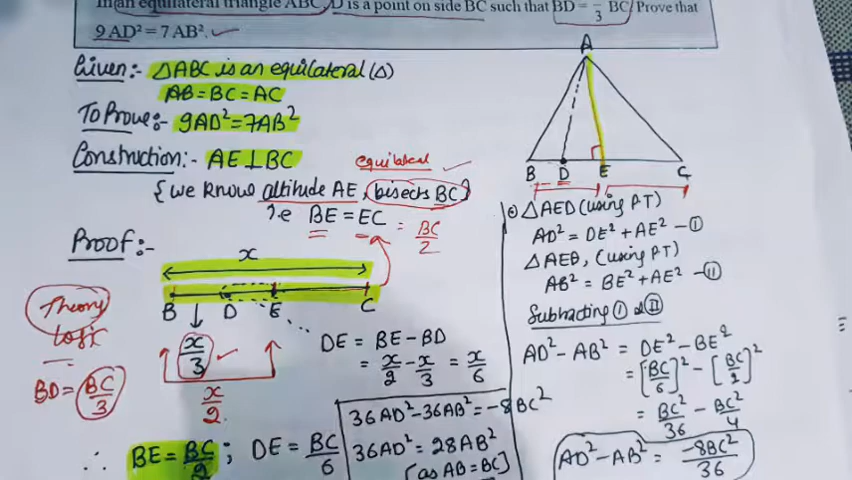 In an equilateral triangle ABC, D is a point on side BC such that BD = 1/3 BC. Prove that
9 AD² = 7 AB².
Given:- △ABC is an equilateral (△)
AB = BC = AC
To Prove:- 9AD² = 7AB²
Construction:- AE ⊥ BC
equilateral
{we know altitude AE, bisects BC}
i.e BE = EC = BC/2
Proof:-
x
B D E C
Theory
logic
BD = BC/3
x/3
x/2
DE = BE - BD
= x/2 - x/3 = x/6
∴ BE = BC/2 ; DE = BC/6
36AD² - 36AB² = -8BC²
36AD² = 28AB²
[as AB = BC]
A
B D E C
△AED (using PT)
AD² = DE² + AE² - ①
△AEB, (using PT)
AB² = BE² + AE² - ②
Subtracting ① & ②
AD² - AB² = DE² - BE²
= [BC/6]² - [BC/2]²
= BC²/36 - BC²/4
AD² - AB² = -8BC²/36